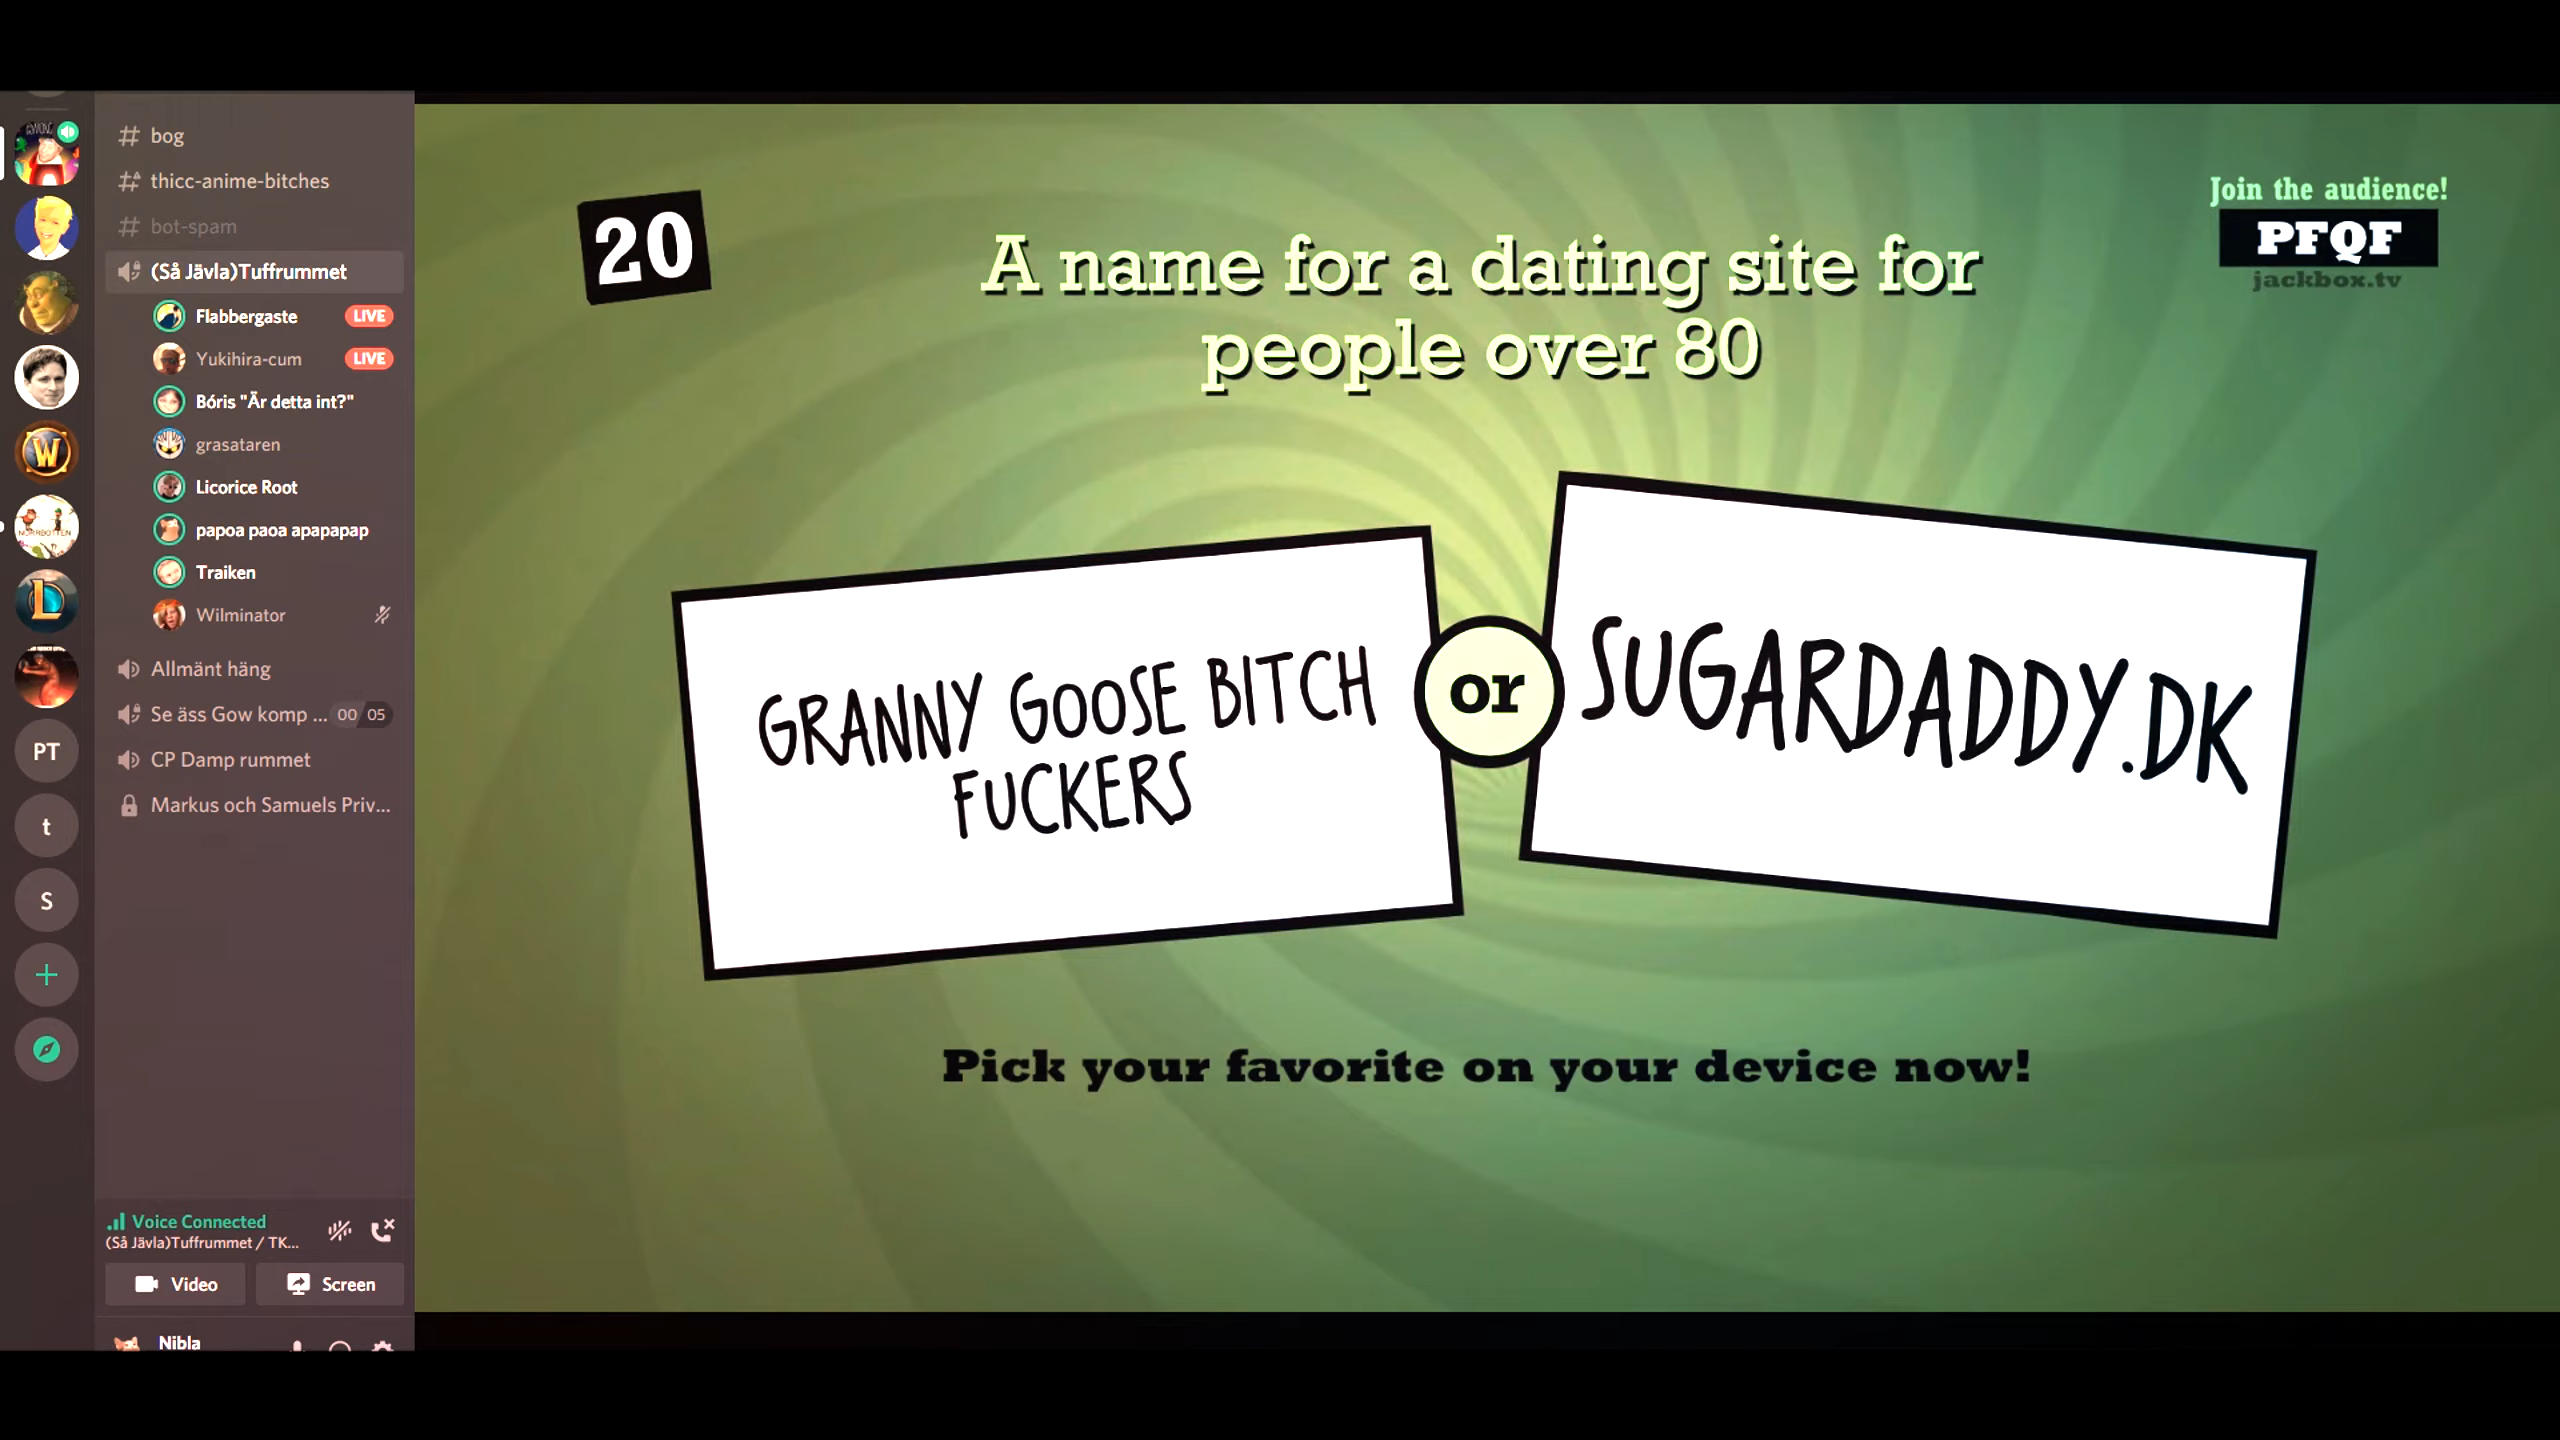 bog
thicc-anime-bitches
bot-spam
(Så Jävla)Tuffrummet
Flabbergaste LIVE
Yukihira-cum LIVE
Bóris "Är detta int?"
grasataren
Licorice Root
papoa paoa apapapap
Traiken
Wilminator
Allmänt häng
Se äss Gow komp ... 00 05
CP Damp rummet
Markus och Samuels Priv...
PT
t
S
Voice Connected
(Så Jävla)Tuffrummet / TK...
Video Screen
Nibla
20
A name for a dating site for
people over 80
Join the audience!
PFQF
jackbox.tv
GRANNY GOOSE BITCH
FUCKERS
or
SUGARDADDY.DK
Pick your favorite on your device now!